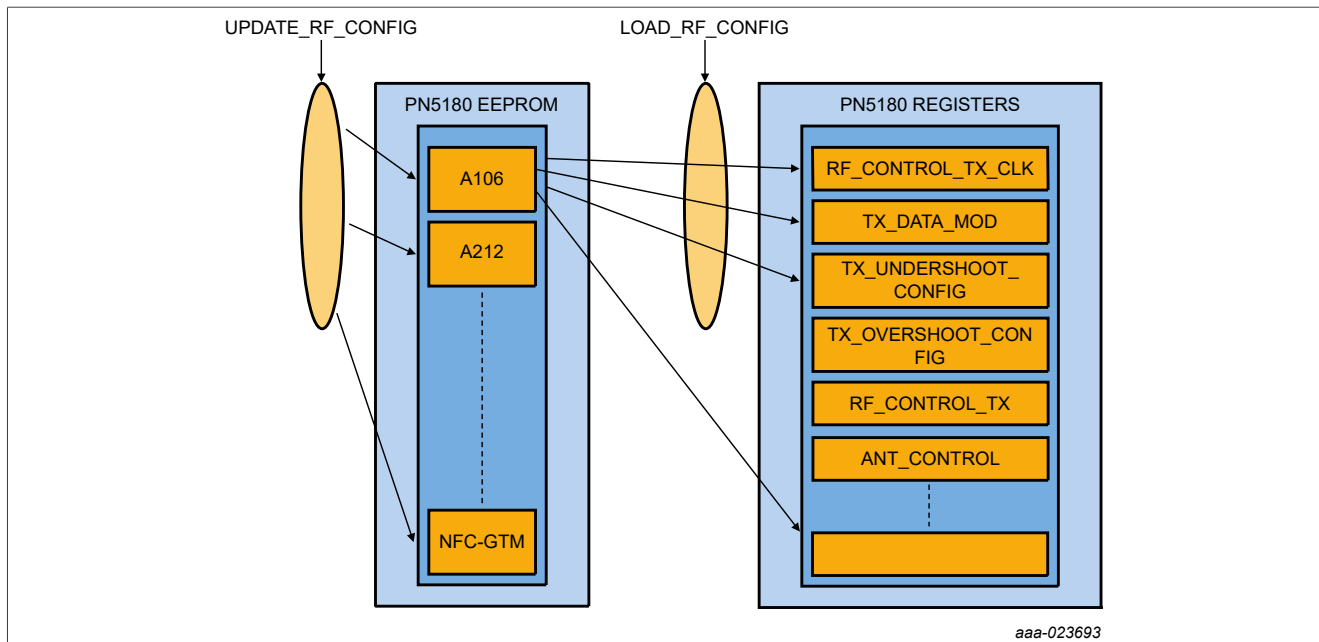 UPDATE_RF_CONFIG
LOAD_RF_CONFIG
PN5180 EEPROM
A106
A212
NFC-GTM
PN5180 REGISTERS
RF_CONTROL_TX_CLK
TX_DATA_MOD
TX_UNDERSHOOT_
CONFIG
TX_OVERSHOOT_CON
FIG
RF_CONTROL_TX
ANT_CONTROL
aaa-023693